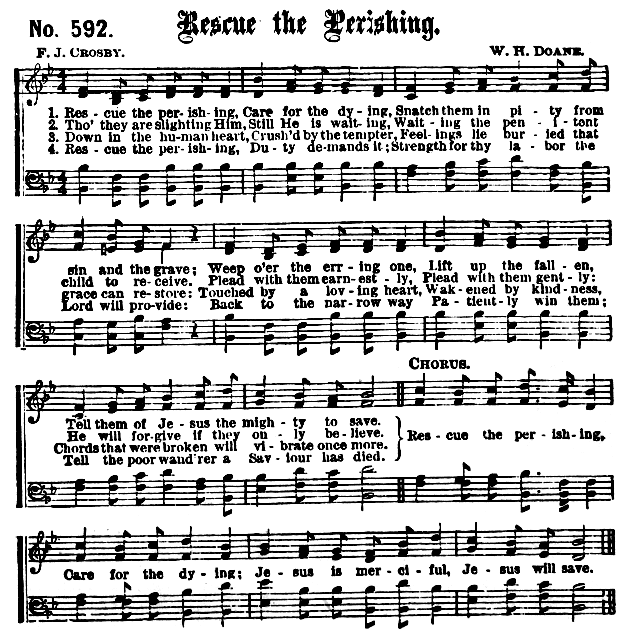 No. 592. Rescue the Perishing.
F. J. CROSBY. W. H. DOANE.
1. Res - cue the per - ish - ing, Care for the dy - ing, Snatch them in pi - ty from
2. Tho' they are slighting Him, Still He is wait - ing, Wait - ing the pen - i - tent
3. Down in the hu - man heart, Crush'd by the tempter, Feel - ings lie bur - ied that
4. Res - cue the per - ish - ing, Du - ty de - mands it; Strength for thy la - bor the
sin and the grave; Weep o'er the err - ing one, Lift up the fall - en,
child to re - ceive. Plead with them earn - est - ly, Plead with them gent - ly:
grace can re - store: Touched by a lov - ing heart, Wak - ened by kind - ness,
Lord will pro - vide: Back to the nar - row way Pa - tient - ly win them;
CHORUS.
Tell them of Je - sus the migh - ty to save.
He will for - give if they on - ly be - lieve. Res - cue the per - ish - ing,
Chords that were broken will vi - brate once more.
Tell the poor wand'rer a Sav - iour has died.
Care for the dy - ing; Je - sus is mer - ci - ful, Je - sus will save.